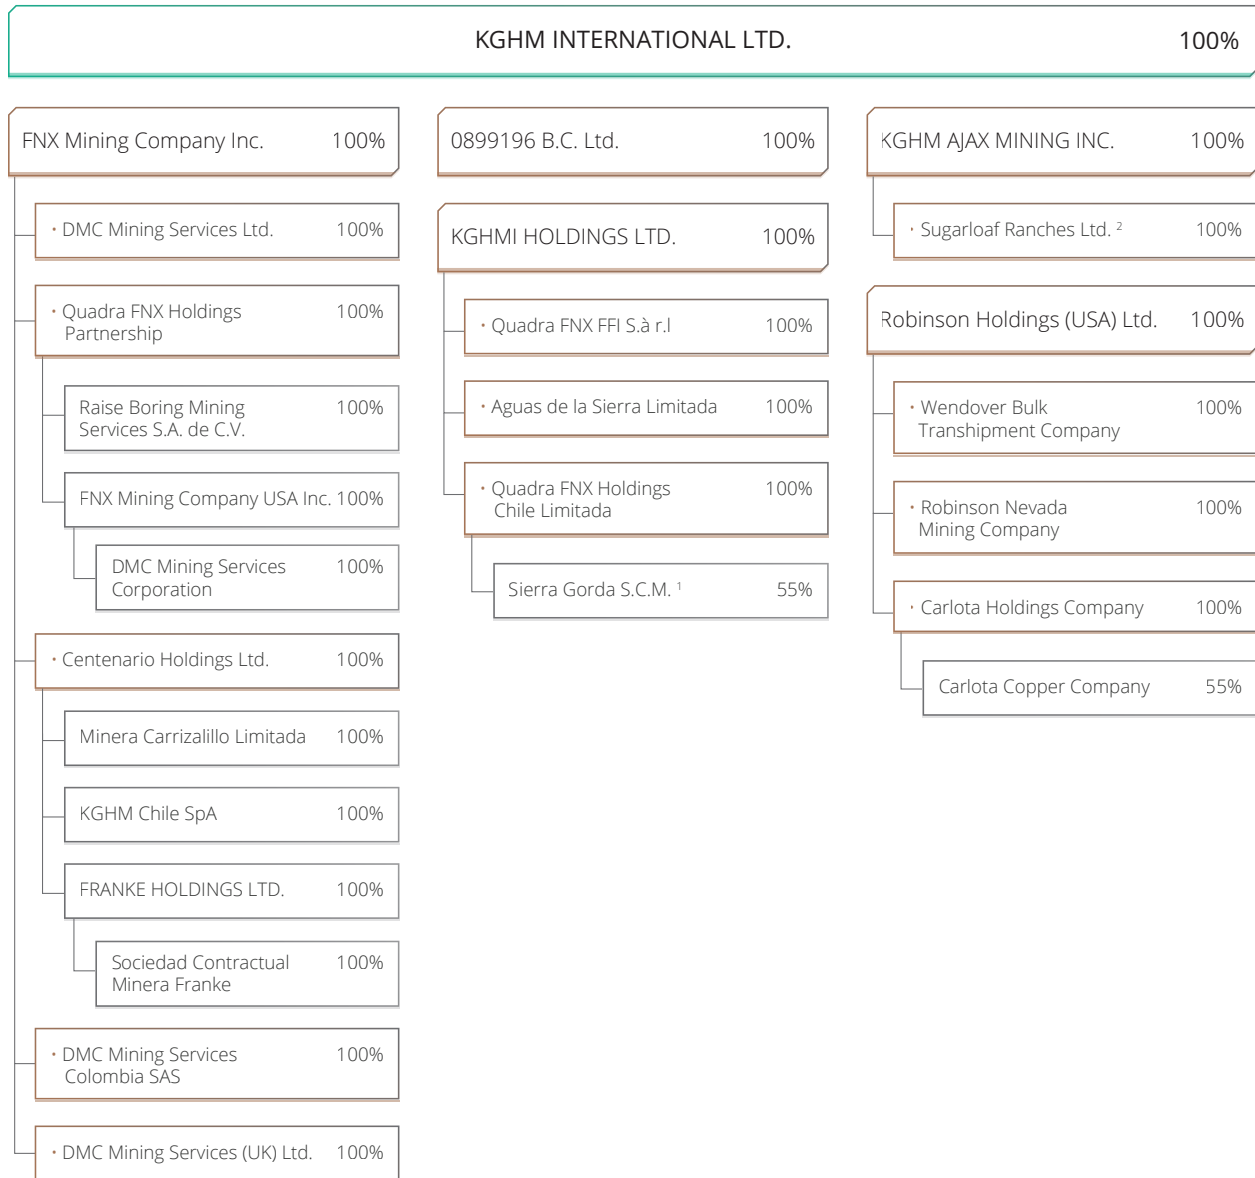 KGHM INTERNATIONAL LTD. 100%
FNX Mining Company Inc. 100%
· DMC Mining Services Ltd. 100%
· Quadra FNX Holdings 100%
Partnership
Raise Boring Mining 100%
Services S.A. de C.V.
FNX Mining Company USA Inc. 100%
DMC Mining Services 100%
Corporation
· Centenario Holdings Ltd. 100%
Minera Carrizalillo Limitada 100%
KGHM Chile SpA 100%
FRANKE HOLDINGS LTD. 100%
Sociedad Contractual 100%
Minera Franke
· DMC Mining Services 100%
Colombia SAS
· DMC Mining Services (UK) Ltd. 100%
0899196 B.C. Ltd. 100%
KGHMI HOLDINGS LTD. 100%
· Quadra FNX FFI S.à r.l 100%
· Aguas de la Sierra Limitada 100%
· Quadra FNX Holdings 100%
Chile Limitada
Sierra Gorda S.C.M. ¹ 55%
KGHM AJAX MINING INC. 100%
· Sugarloaf Ranches Ltd. ² 100%
Robinson Holdings (USA) Ltd. 100%
· Wendover Bulk 100%
Transhipment Company
· Robinson Nevada 100%
Mining Company
· Carlota Holdings Company 100%
Carlota Copper Company 55%